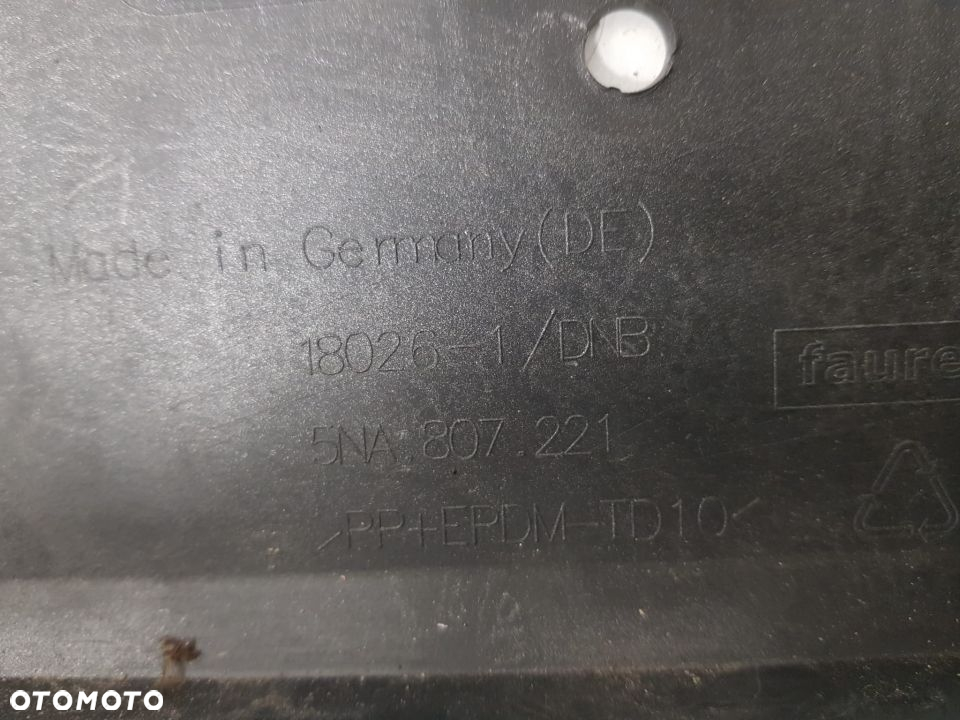 Made in Germany(DE)
18026-1/DNB
faure
5NA.807.221
>PP+EPDM-TD10<
OTOMOTO